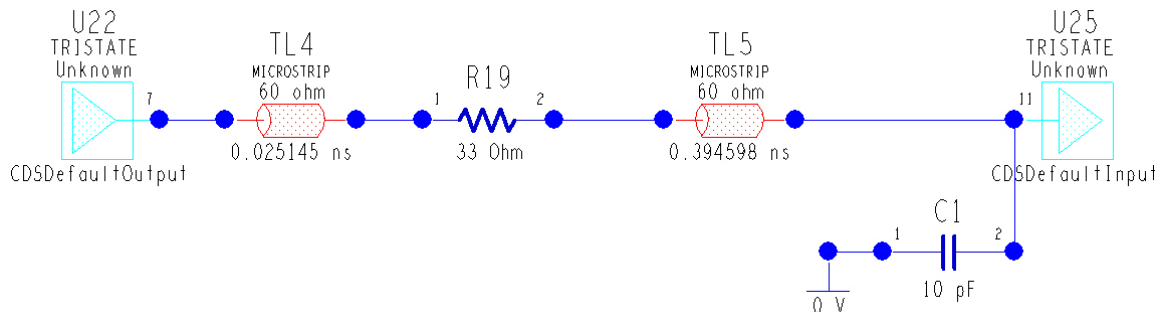 U22
TRISTATE
Unknown
7
CDSDefaultOutput
TL4
MICROSTRIP
60 ohm
0.025145 ns
R19
1
2
33 Ohm
TL5
MICROSTRIP
60 ohm
0.394598 ns
U25
TRISTATE
Unknown
11
CDSDefaultInput
C1
1
2
10 pF
0 V